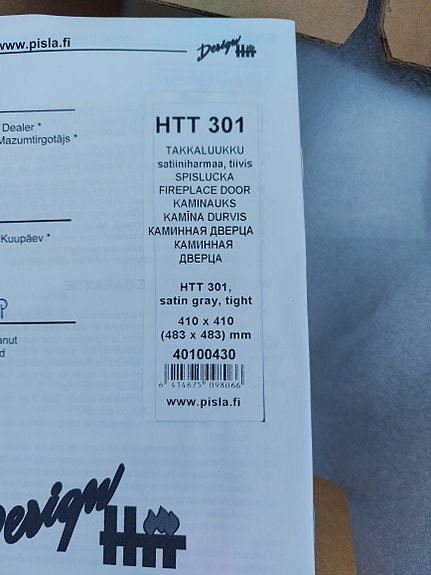 www.pisla.fi
Design Htt
Dealer *
Mazumtirgotājs *
Kuupäev *
HTT 301
TAKKALUUKKU
satiiniharmaa, tiivis
SPISLUCKA
FIREPLACE DOOR
KAMINAUKS
KAMĪNA DURVIS
КАМИННАЯ ДВЕРЦА
КАМИННАЯ
ДВЕРЦА
HTT 301,
satin gray, tight
410 x 410
(483 x 483) mm
40100430
6 414675 098066
www.pisla.fi
Design
Htt